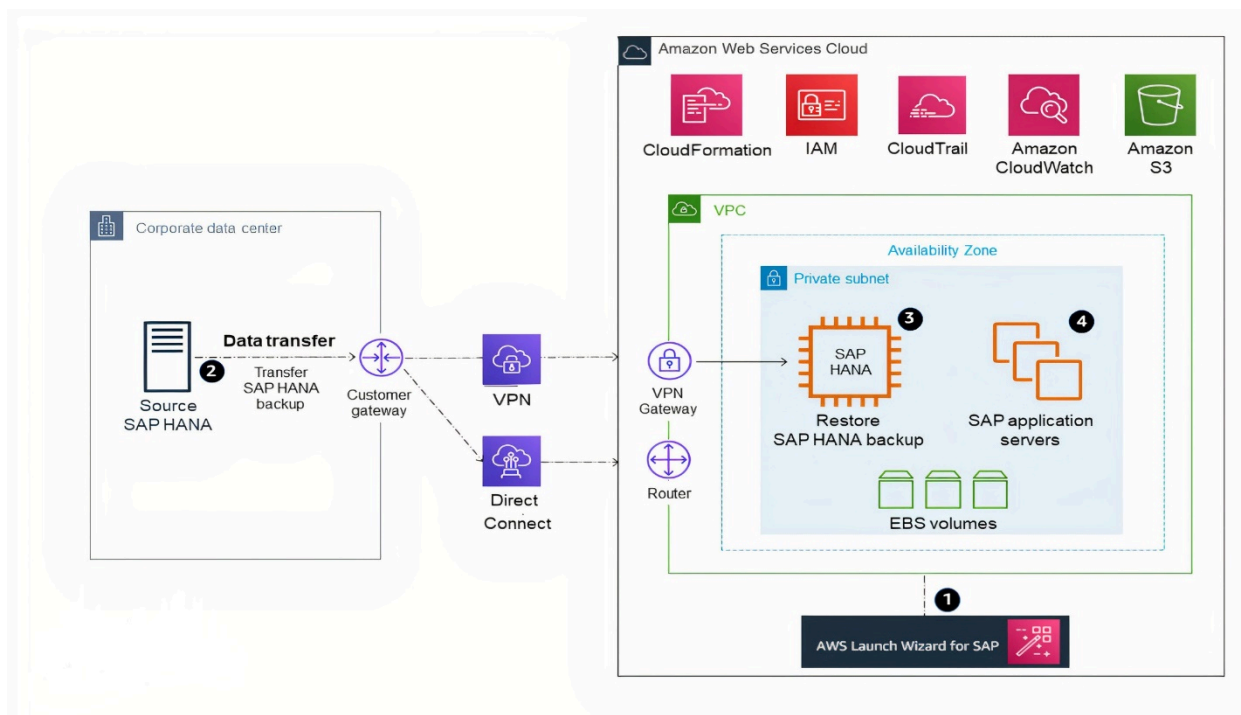 Amazon Web Services Cloud
CloudFormation
IAM
CloudTrail
Amazon
CloudWatch
Amazon
S3
VPC
Corporate data center
Availability Zone
Private subnet
3
4
Data transfer
2
Transfer
SAP HANA
backup
Source
SAP HANA
Customer
gateway
VPN
Direct
Connect
VPN
Gateway
Router
SAP
HANA
Restore
SAP HANA backup
SAP application
servers
EBS volumes
1
AWS Launch Wizard for SAP